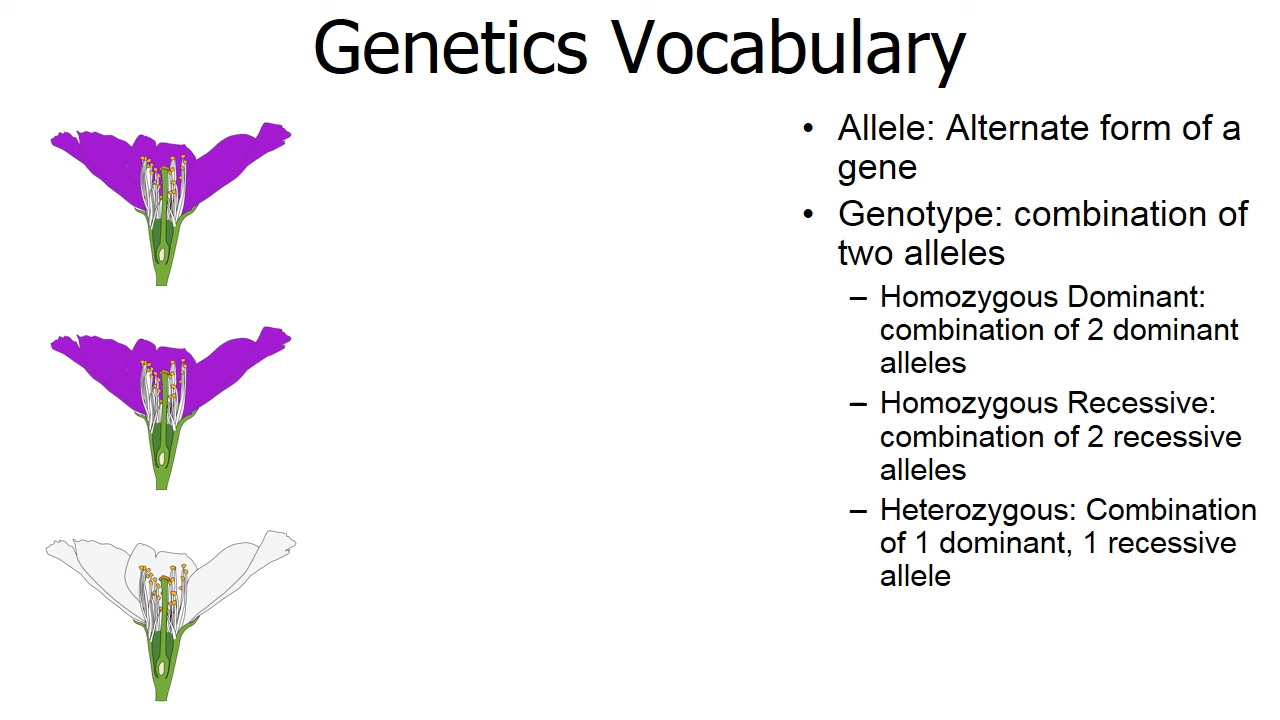 Genetics Vocabulary
• Allele: Alternate form of a
gene
• Genotype: combination of
two alleles
– Homozygous Dominant:
combination of 2 dominant
alleles
– Homozygous Recessive:
combination of 2 recessive
alleles
– Heterozygous: Combination
of 1 dominant, 1 recessive
allele